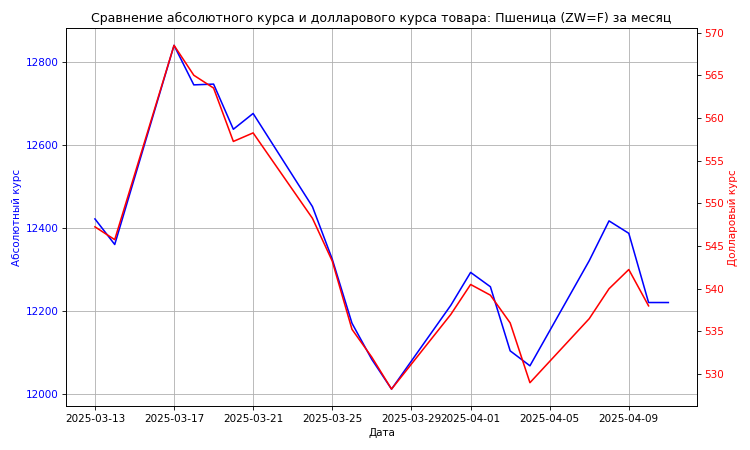 Сравнение абсолютного курса и долларового курса товара: Пшеница (ZW=F) за месяц
570
12800
565
560
12600
555
550
12400
545
540
12200
535
530
12000
Абсолютный курс
Долларовый курс
2025-03-13 2025-03-17 2025-03-21 2025-03-25 2025-03-29 2025-04-01 2025-04-05 2025-04-09
Дата